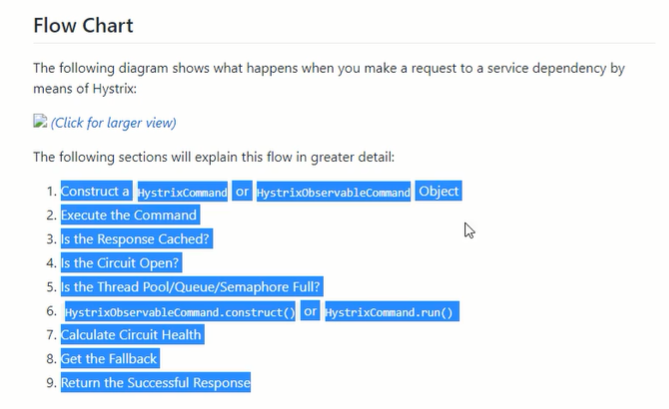 Flow Chart
The following diagram shows what happens when you make a request to a service dependency by
means of Hystrix:
(Click for larger view)
The following sections will explain this flow in greater detail:
1. Construct a HystrixCommand or HystrixObservableCommand Object
2. Execute the Command
3. Is the Response Cached?
4. Is the Circuit Open?
5. Is the Thread Pool/Queue/Semaphore Full?
6. HystrixObservableCommand.construct() or HystrixCommand.run()
7. Calculate Circuit Health
8. Get the Fallback
9. Return the Successful Response